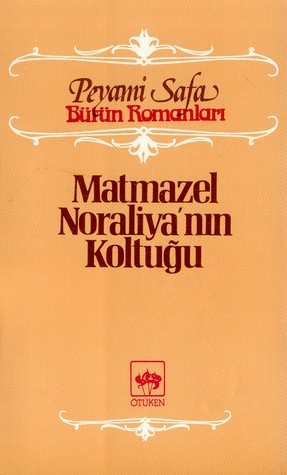 Peyami Safa
Bütün Romanları
Matmazel
Noraliya'nın
Koltuğu
ÖTÜKEN